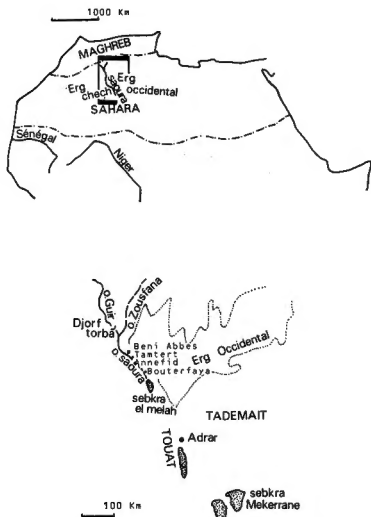 1000 Km
MAGHREB
Erg
chech
saoura
Erg
occidental
SAHARA
Sénégal
Niger
o.Guir
o.Zousfana
Djorf
torba
Beni Abbes
Tamtert
Annefid
Bouterfaya
o.saoura
Erg Occidental
sebkra
el melah
TADEMAIT
TOUAT
Adrar
sebkra
Mekerrane
100 Km